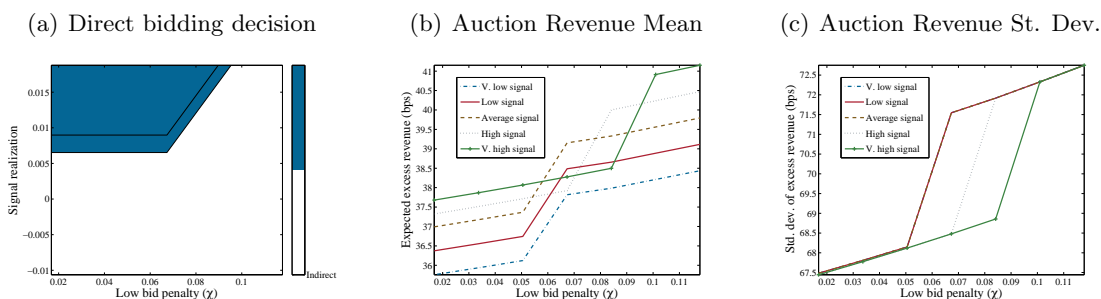 (a) Direct bidding decision
(b) Auction Revenue Mean
(c) Auction Revenue St. Dev.
Signal realization
0.015
0.01
0.005
0
−0.005
−0.01
0.02
0.04
0.06
0.08
0.1
Low bid penalty (χ)
Indirect
Expected excess revenue (bps)
41
40.5
40
39.5
39
38.5
38
37.5
37
36.5
36
V. low signal
Low signal
Average signal
High signal
V. high signal
0.02 0.03 0.04 0.05 0.06 0.07 0.08 0.09 0.1 0.11
Low bid penalty (χ)
Std. dev. of excess revenue (bps)
72.5
72
71.5
71
70.5
70
69.5
69
68.5
68
67.5
V. low signal
Low signal
Average signal
High signal
V. high signal
0.02 0.03 0.04 0.05 0.06 0.07 0.08 0.09 0.1 0.11
Low bid penalty (χ)